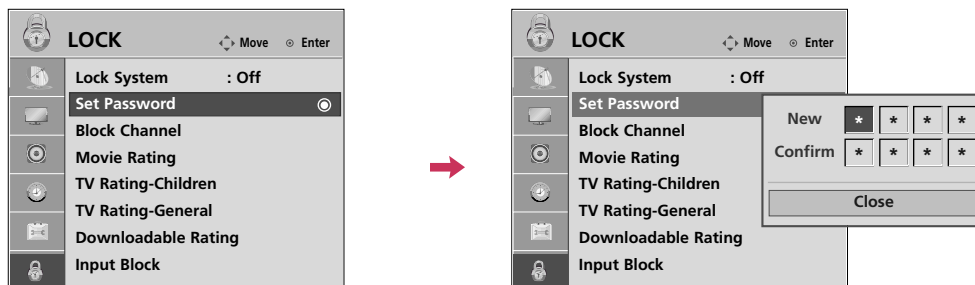 LOCK Move Enter
Lock System : Off
Set Password
Block Channel
Movie Rating
TV Rating-Children
TV Rating-General
Downloadable Rating
Input Block
LOCK Move Enter
Lock System : Off
Set Password
Block Channel
Movie Rating
TV Rating-Children
TV Rating-General
Downloadable Rating
Input Block
New * * * *
Confirm * * * *
Close